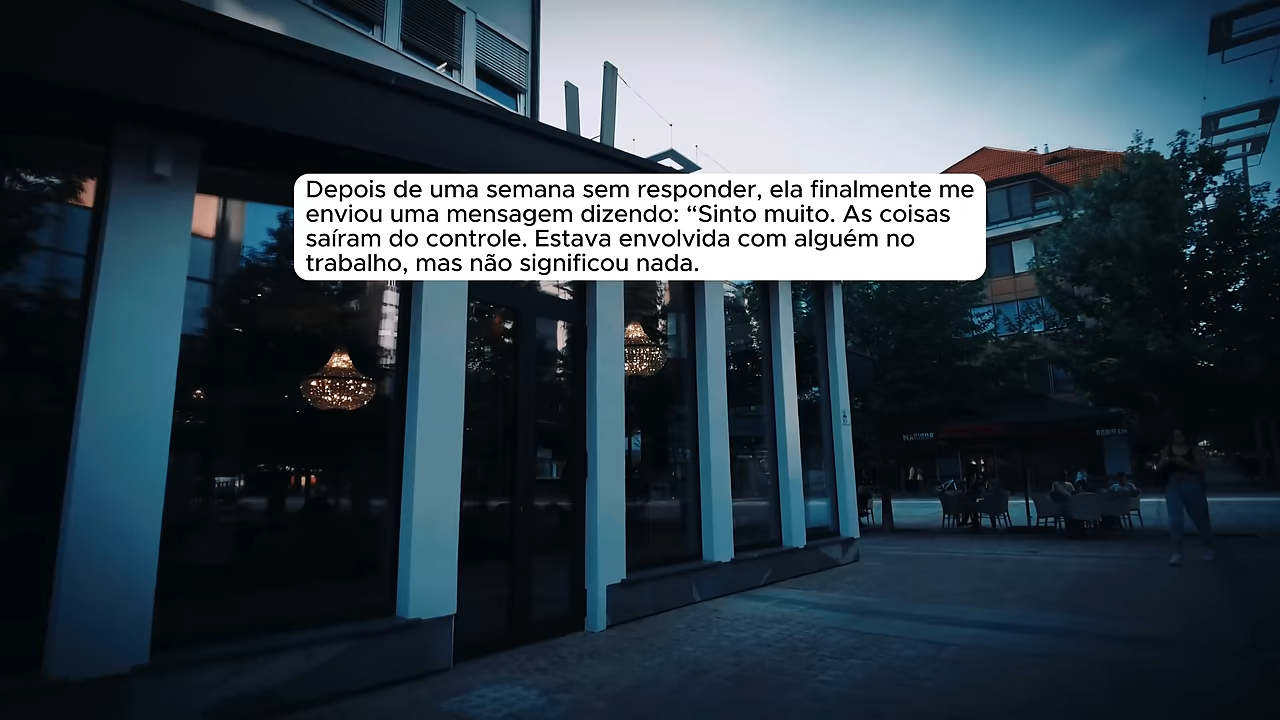 Depois de uma semana sem responder, ela finalmente me
enviou uma mensagem dizendo: “Sinto muito. As coisas
saíram do controle. Estava envolvida com alguém no
trabalho, mas não significou nada.